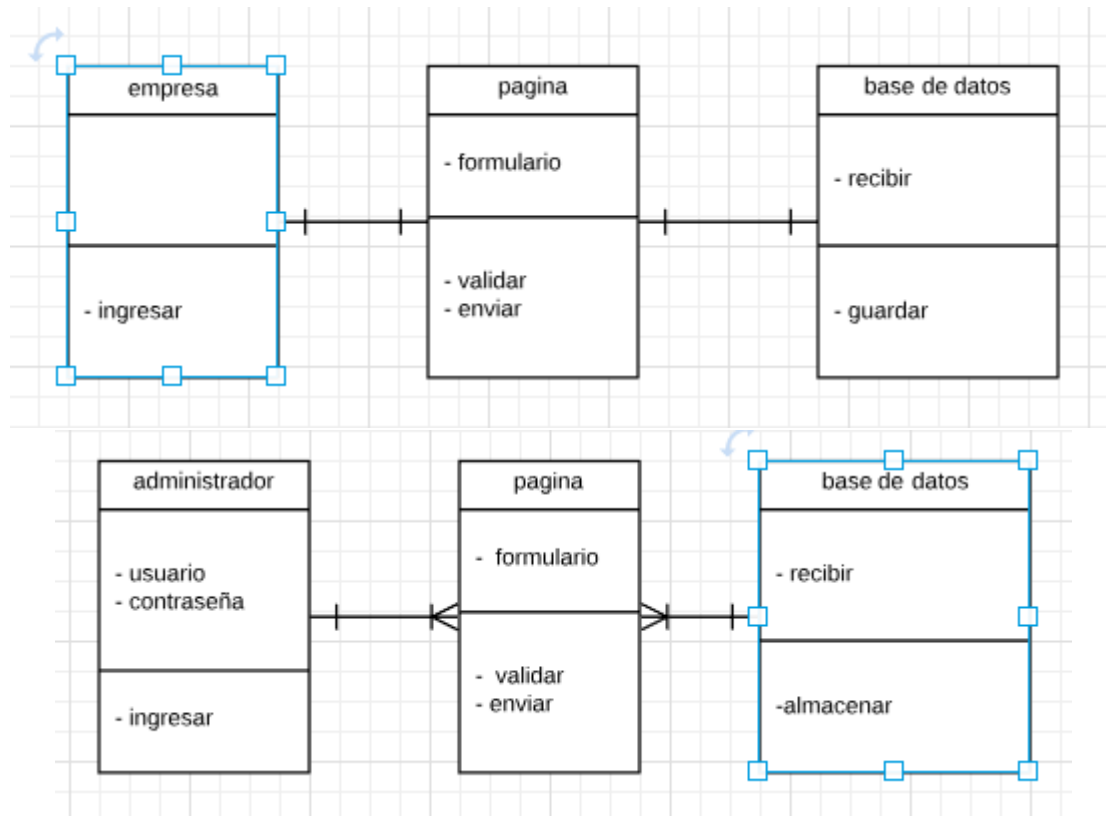 empresa
- ingresar
pagina
- formulario
- validar
- enviar
base de datos
- recibir
- guardar
administrador
- usuario
- contraseña
- ingresar
pagina
- formulario
- validar
- enviar
base de datos
- recibir
-almacenar